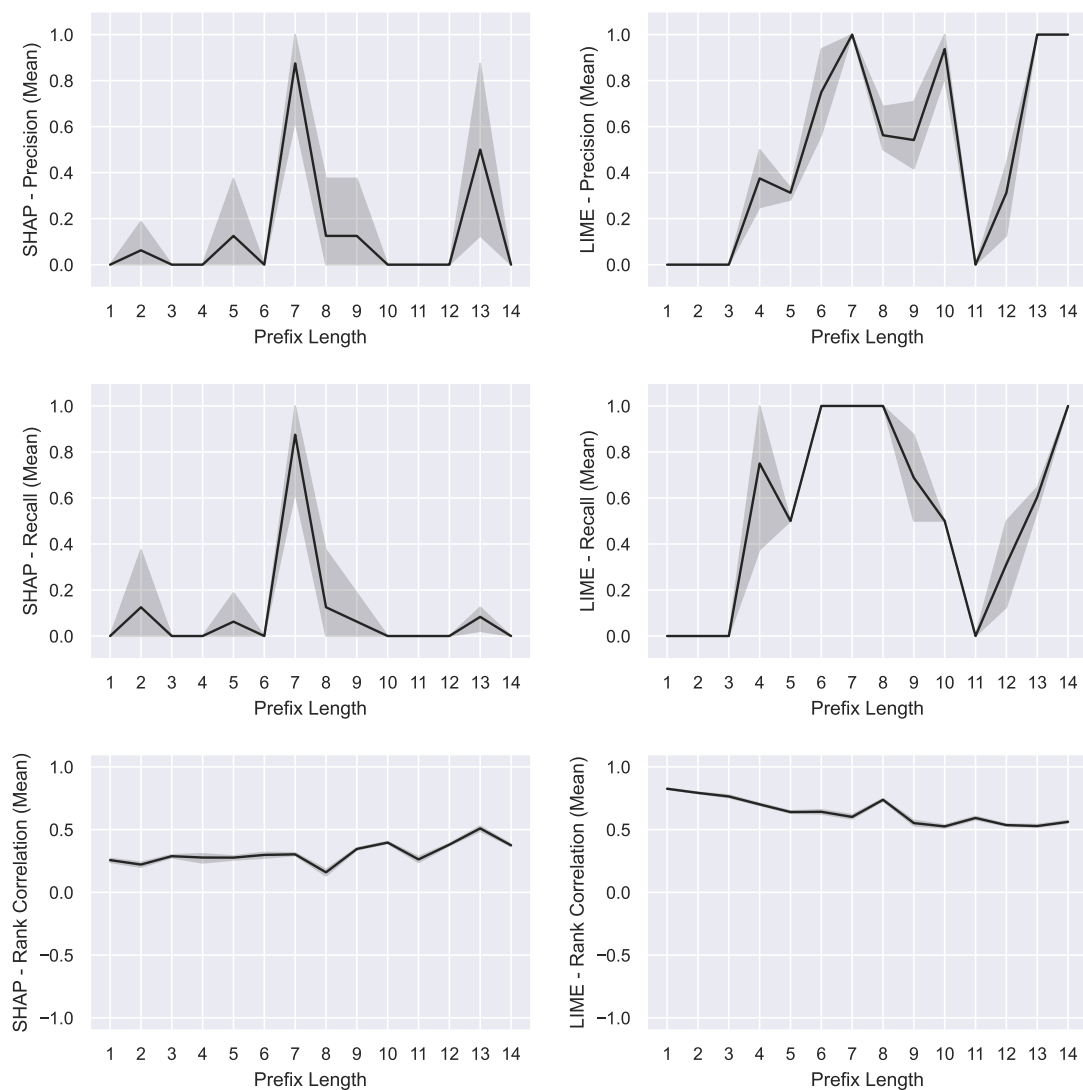 SHAP - Precision (Mean)
1.0
0.8
0.6
0.4
0.2
0.0
1 2 3 4 5 6 7 8 9 10 11 12 13 14
Prefix Length
LIME - Precision (Mean)
1.0
0.8
0.6
0.4
0.2
0.0
1 2 3 4 5 6 7 8 9 10 11 12 13 14
Prefix Length
SHAP - Recall (Mean)
1.0
0.8
0.6
0.4
0.2
0.0
1 2 3 4 5 6 7 8 9 10 11 12 13 14
Prefix Length
LIME - Recall (Mean)
1.0
0.8
0.6
0.4
0.2
0.0
1 2 3 4 5 6 7 8 9 10 11 12 13 14
Prefix Length
SHAP - Rank Correlation (Mean)
1.0
0.5
0.0
−0.5
−1.0
1 2 3 4 5 6 7 8 9 10 11 12 13 14
Prefix Length
LIME - Rank Correlation (Mean)
1.0
0.5
0.0
−0.5
−1.0
1 2 3 4 5 6 7 8 9 10 11 12 13 14
Prefix Length